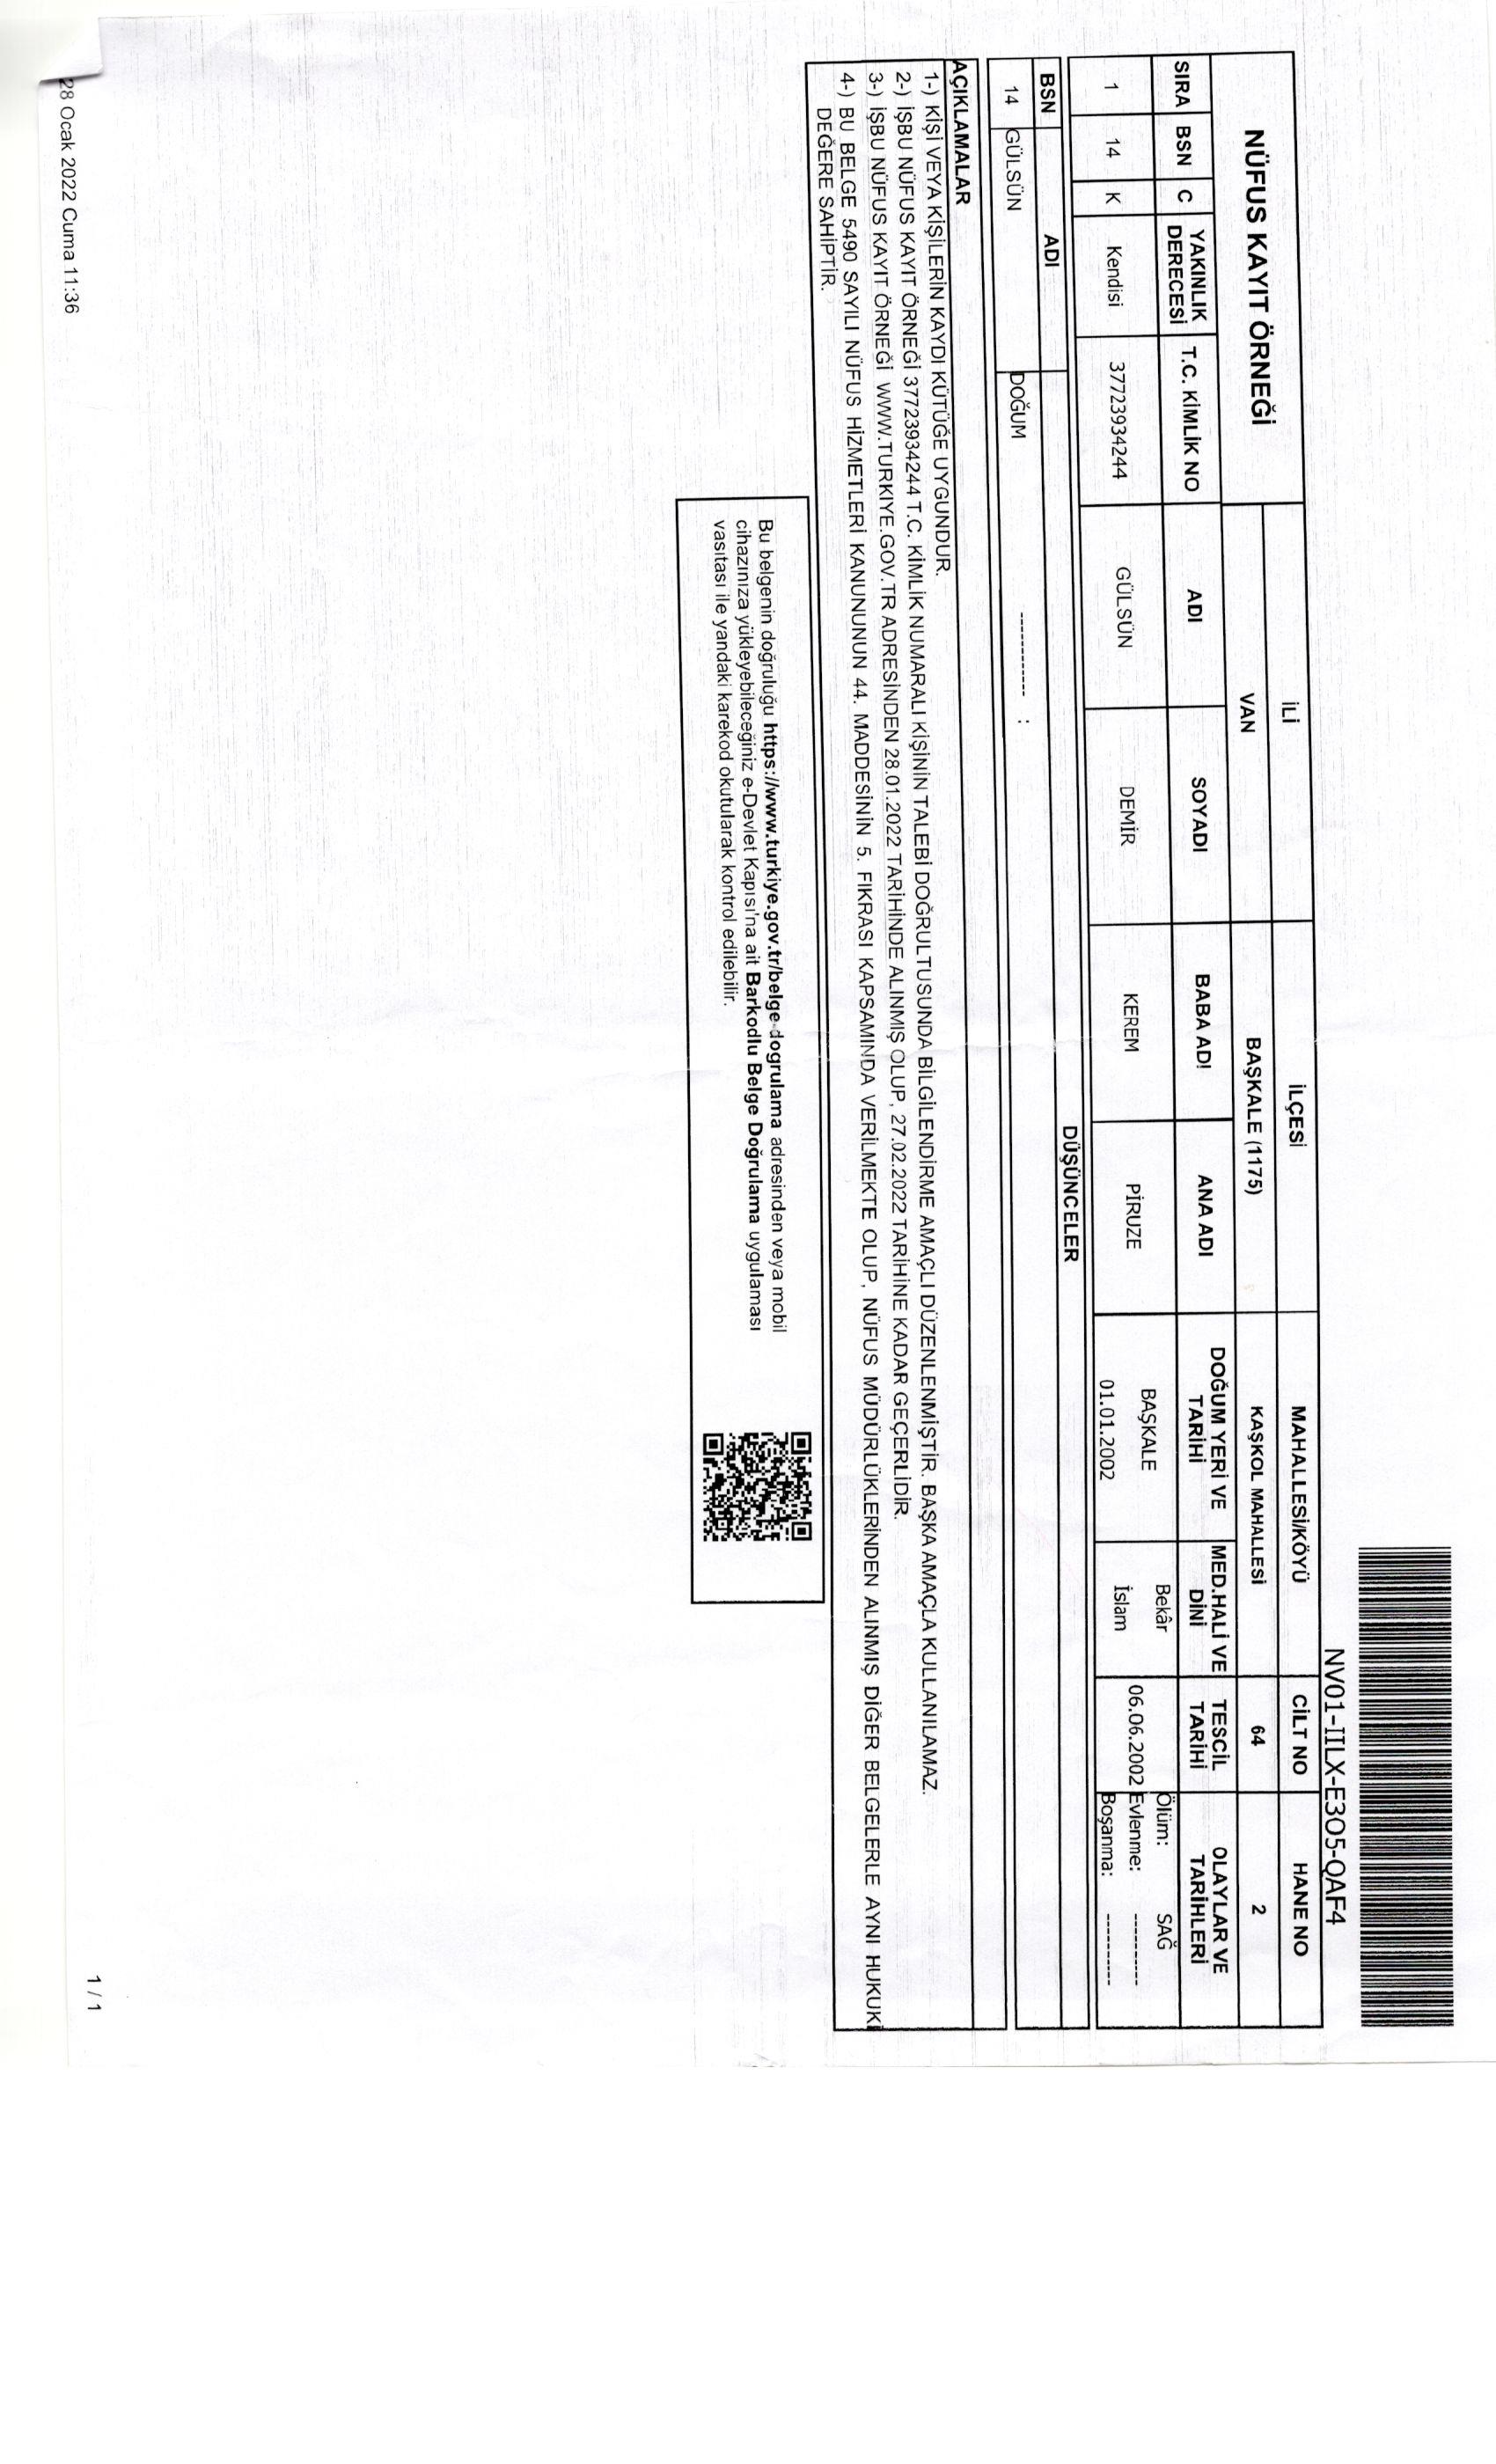 NV01-IILX-E3O5-QAF4
NÜFUS KAYIT ÖRNEĞİ
İLİ İLÇESİ MAHALLESİ/KÖYÜ CİLT NO HANE NO
VAN BAŞKALE (1175) KAŞKOL MAHALLESİ 64 2
SIRA BSN C YAKINLIK DERECESİ T.C. KİMLİK NO ADI SOYADI BABA ADI ANA ADI DOĞUM YERİ VE TARİHİ MED.HALİ VE DİNİ TESCİL TARİHİ OLAYLAR VE TARİHLERİ
1 14 K Kendisi 37723934244 GÜLSÜN DEMİR KEREM PİRUZE BAŞKALE 01.01.2002 Bekâr İslam 06.06.2002 Ölüm: SAĞ
Evlenme: ----------
Boşanma: ----------
BSN ADI DÜŞÜNCELER
14 GÜLSÜN DOĞUM ------------ :
AÇIKLAMALAR
1-) KİŞİ VEYA KİŞİLERİN KAYDI KÜTÜĞE UYGUNDUR.
2-) İŞBU NÜFUS KAYIT ÖRNEĞİ 37723934244 T.C. KİMLİK NUMARALI KİŞİNİN TALEBİ DOĞRULTUSUNDA BİLGİLENDİRME AMAÇLI DÜZENLENMİŞTİR. BAŞKA AMAÇLA KULLANILAMAZ.
3-) İŞBU NÜFUS KAYIT ÖRNEĞİ WWW.TURKIYE.GOV.TR ADRESİNDEN 28.01.2022 TARİHİNDE ALINMIŞ OLUP, 27.02.2022 TARİHİNE KADAR GEÇERLİDİR.
4-) BU BELGE 5490 SAYILI NÜFUS HİZMETLERİ KANUNUNUN 44. MADDESİNİN 5. FIKRASI KAPSAMINDA VERİLMEKTE OLUP, NÜFUS MÜDÜRLÜKLERİNDEN ALINMIŞ DİĞER BELGELERLE AYNI HUKUKİ
DEĞERE SAHİPTİR.
Bu belgenin doğruluğu https://www.turkiye.gov.tr/belge-dogrulama adresinden veya mobil
cihazınıza yükleyebileceğiniz e-Devlet Kapısı'na ait Barkodlu Belge Doğrulama uygulaması
vasıtası ile yandaki karekod okutularak kontrol edilebilir.
28 Ocak 2022 Cuma 11:36
1 / 1